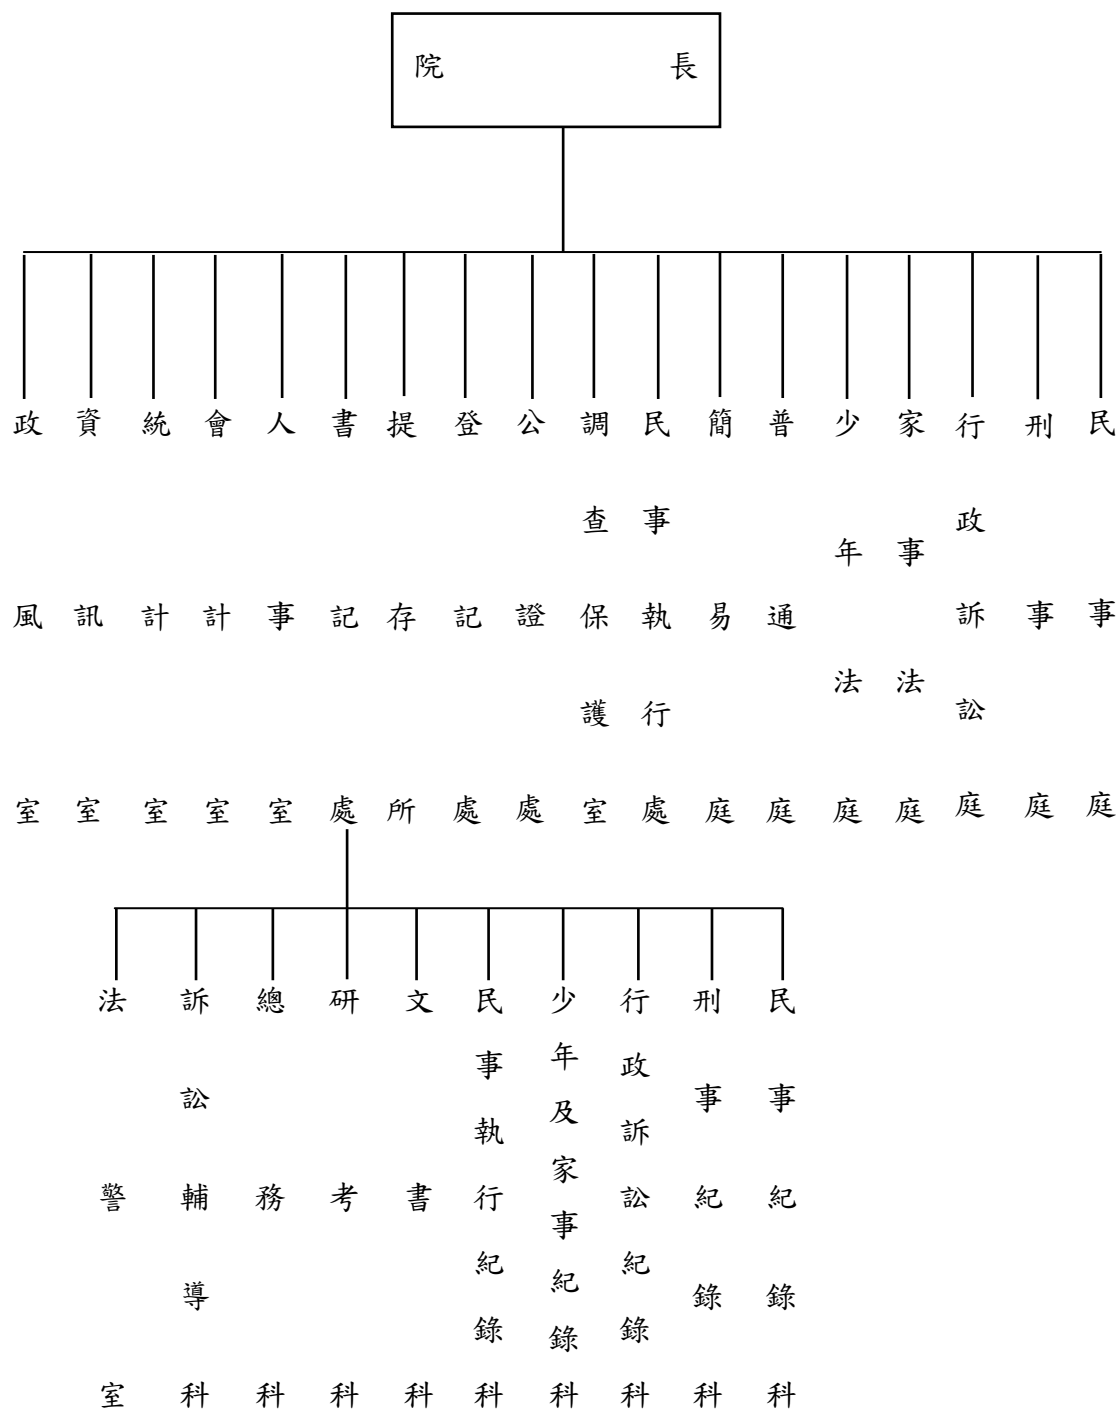 院長
民事庭
刑事庭
行政訴訟庭
家事法庭
少年法庭
普通庭
簡易庭
民事執行處
調查保護室
公證處
登記處
提存所
書記處
人事室
會計室
統計室
資訊室
政風室
民事紀錄科
刑事紀錄科
行政訴訟紀錄科
少年及家事紀錄科
民事執行紀錄科
文書科
研考科
總務科
訴訟輔導科
法警室